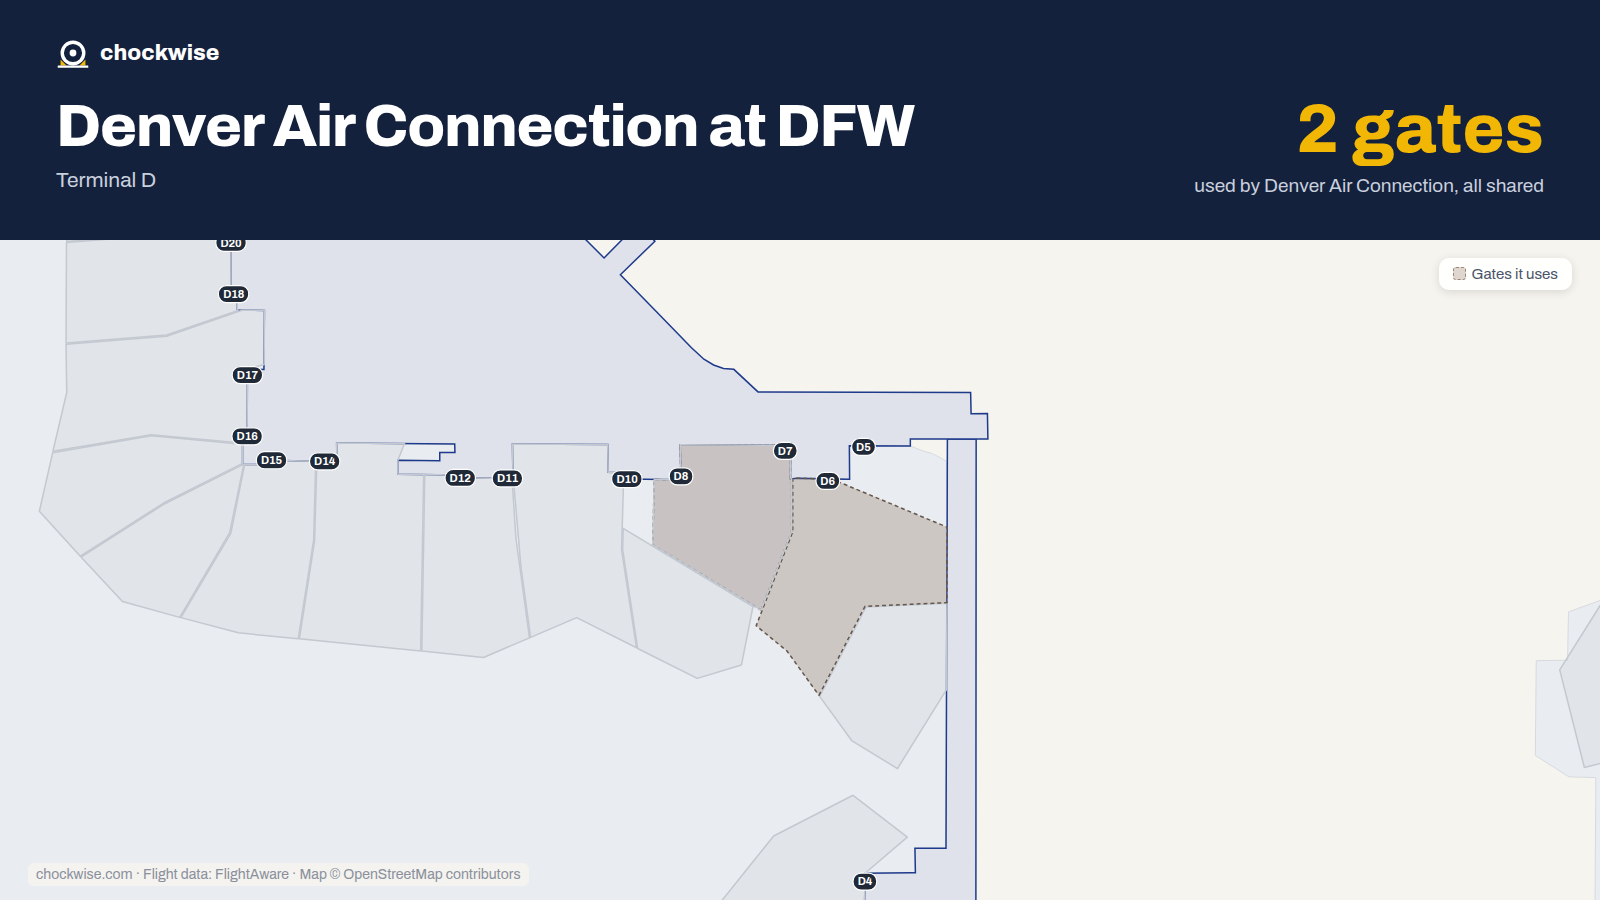 chockwise
Denver Air Connection at DFW
Terminal D
2 gates
used by Denver Air Connection, all shared
Gates it uses
D20
D18
D17
D16
D15
D14
D12
D11
D10
D8
D7
D6
D5
D4
chockwise.com · Flight data: FlightAware · Map © OpenStreetMap contributors